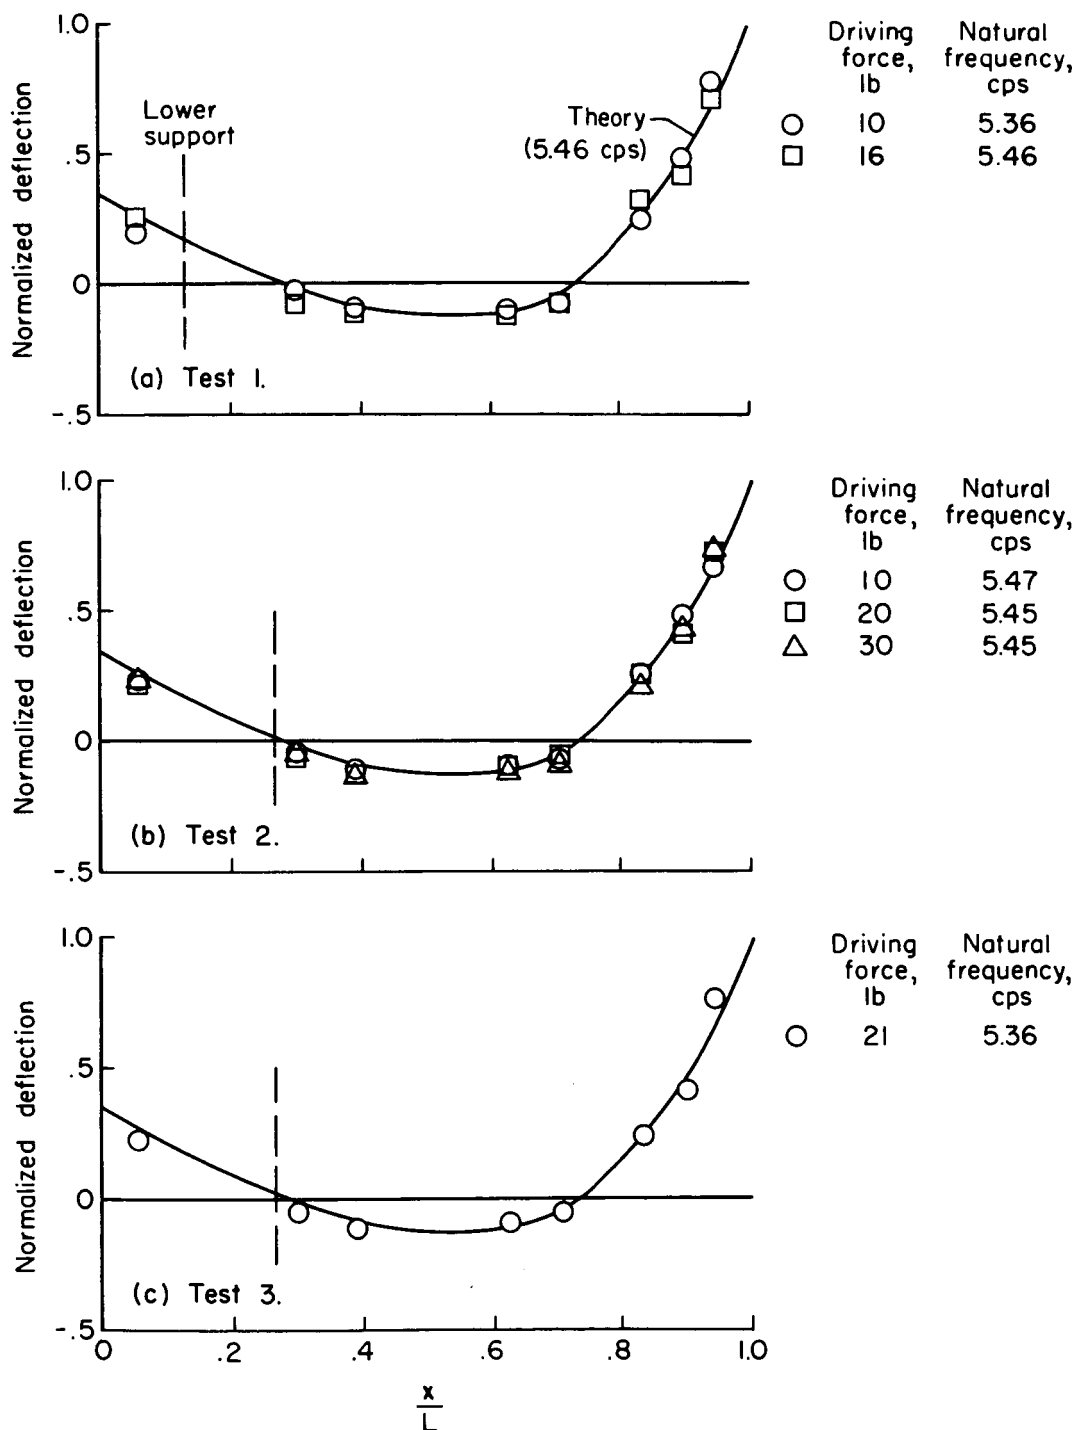 1.0
.5
0
-.5
Normalized deflection
Lower
support
Theory
(5.46 cps)
(a) Test 1.
Driving force, lb Natural frequency, cps
10 5.36
16 5.46
1.0
.5
0
-.5
Normalized deflection
(b) Test 2.
Driving force, lb Natural frequency, cps
10 5.47
20 5.45
30 5.45
1.0
.5
0
-.5
Normalized deflection
(c) Test 3.
Driving force, lb Natural frequency, cps
21 5.36
0 .2 .4 .6 .8 1.0
x
L